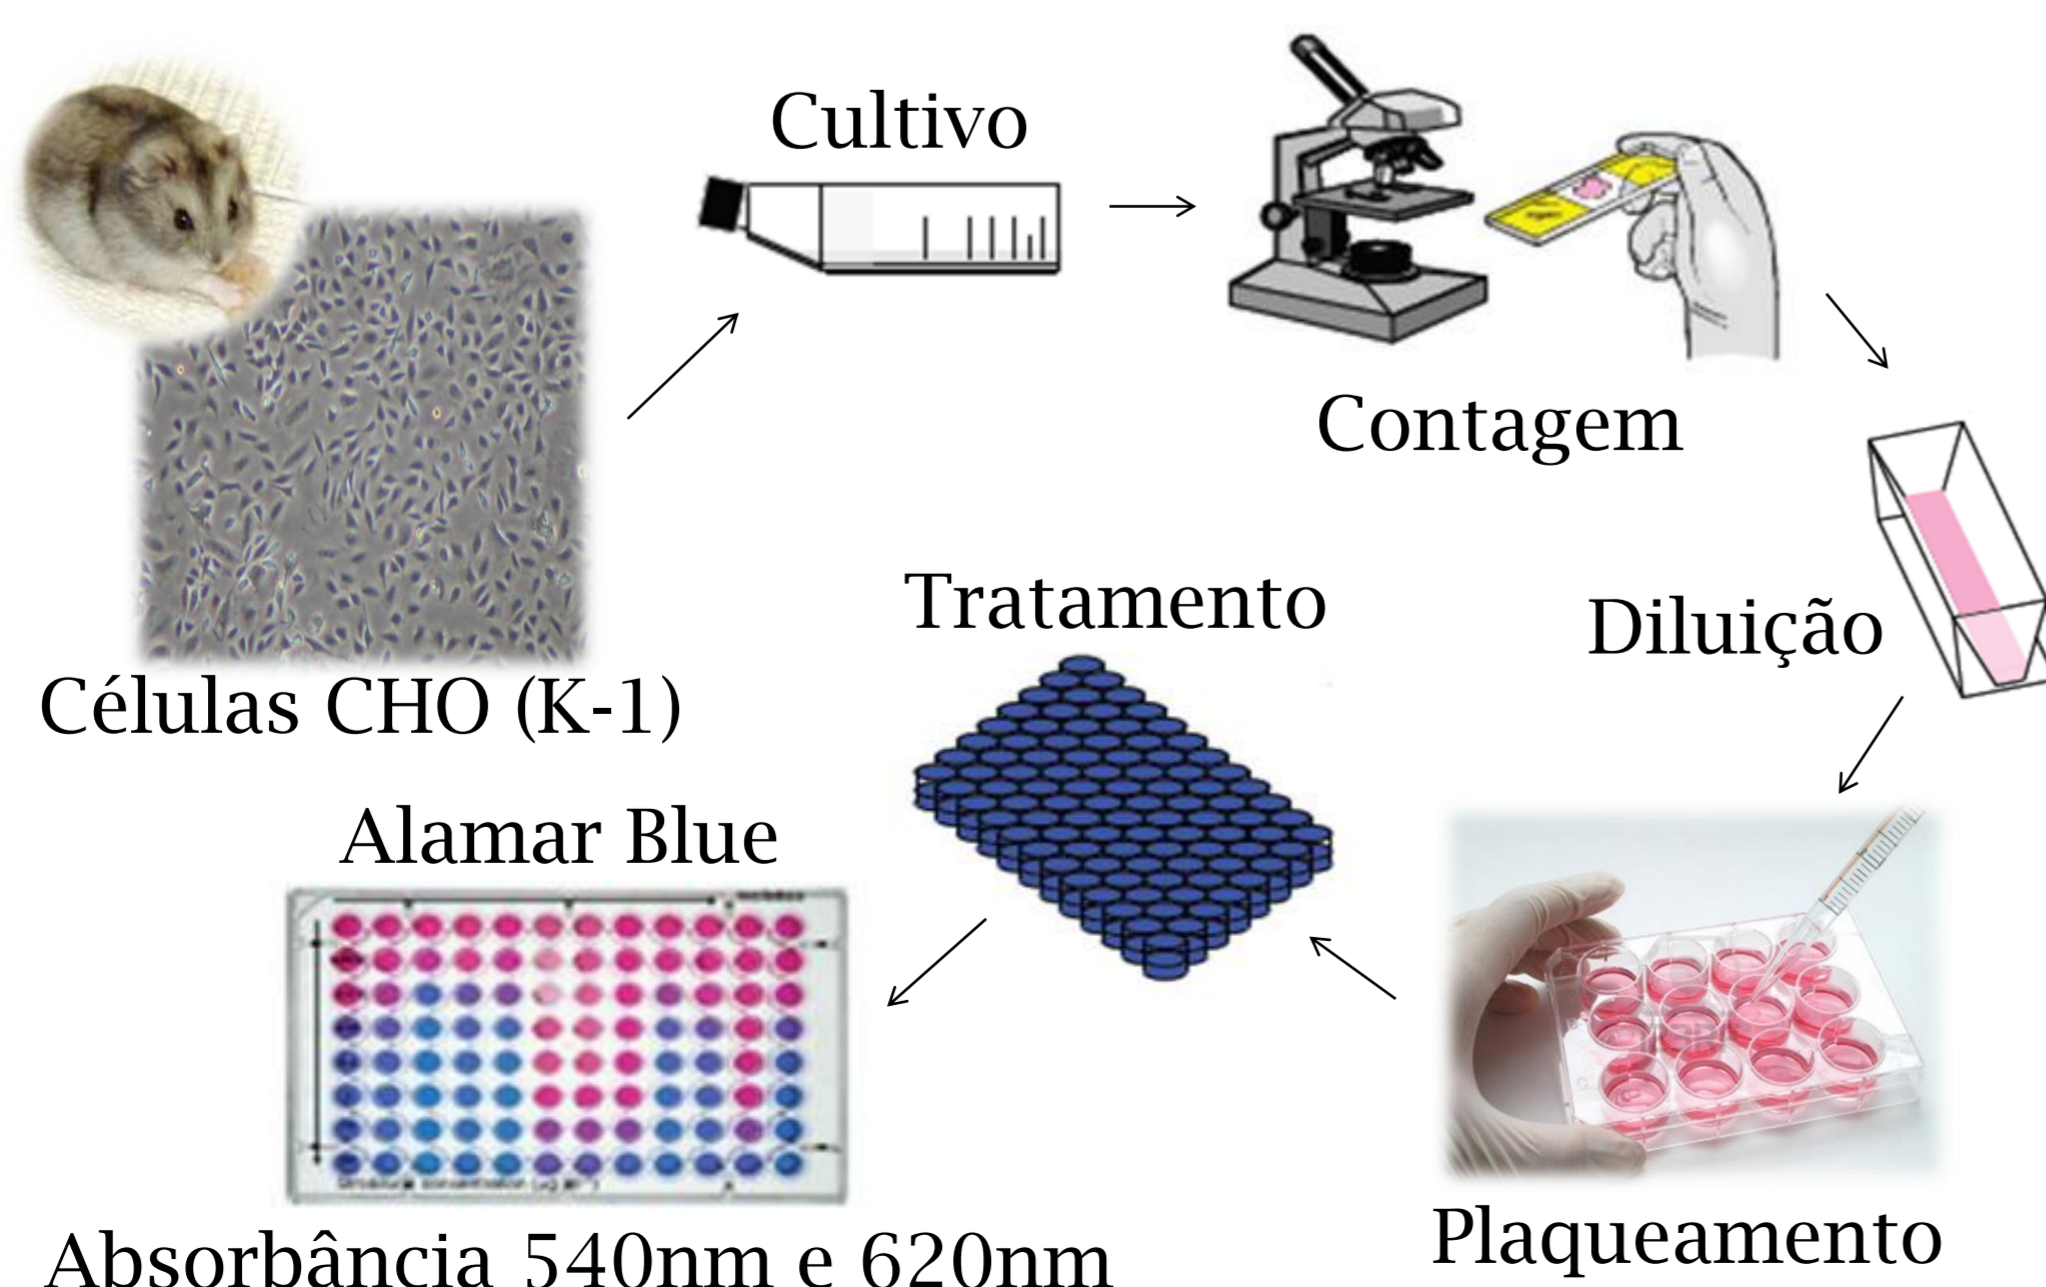 Cultivo
Contagem
Células CHO (K-1)
Tratamento
Diluição
Alamar Blue
Plaqueamento
Absorbância 540nm e 620nm